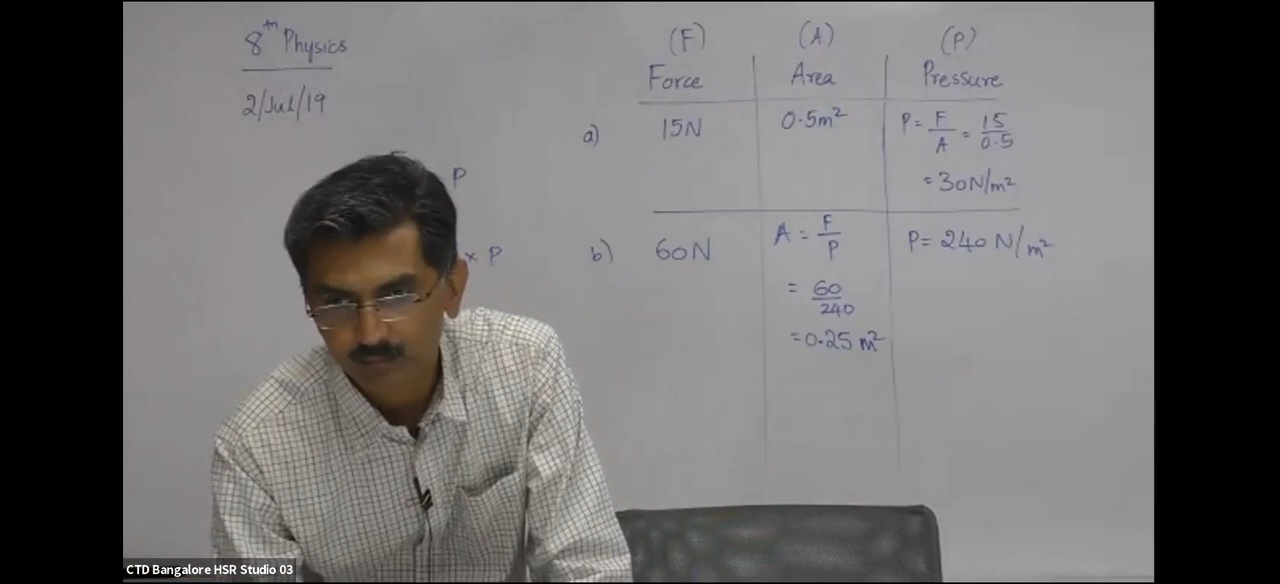 8th Physics
2/Jul/19
P
x P
(F) (A) (P)
Force Area Pressure
a) 15N 0.5m² P = F/A = 15/0.5
= 30N/m²
b) 60N A = F/P P = 240 N/m²
= 60/240
= 0.25 m²
CTD Bangalore HSR Studio 03